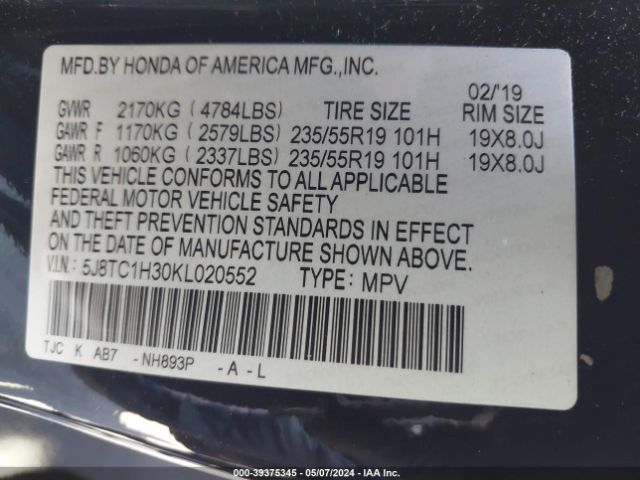 MFD.BY HONDA OF AMERICA MFG.,INC.
02/'19
GVWR 2170KG ( 4784LBS) TIRE SIZE RIM SIZE
GAWR F 1170KG ( 2579LBS) 235/55R19 101H 19X8.0J
GAWR R 1060KG ( 2337LBS) 235/55R19 101H 19X8.0J
THIS VEHICLE CONFORMS TO ALL APPLICABLE
FEDERAL MOTOR VEHICLE SAFETY
AND THEFT PREVENTION STANDARDS IN EFFECT
ON THE DATE OF MANUFACTURE SHOWN ABOVE.
V.I.N.: 5J8TC1H30KL020552 TYPE: MPV
TJC K AB7 -NH893P -A-L
000-39375345 - 05/07/2024 - IAA Inc.